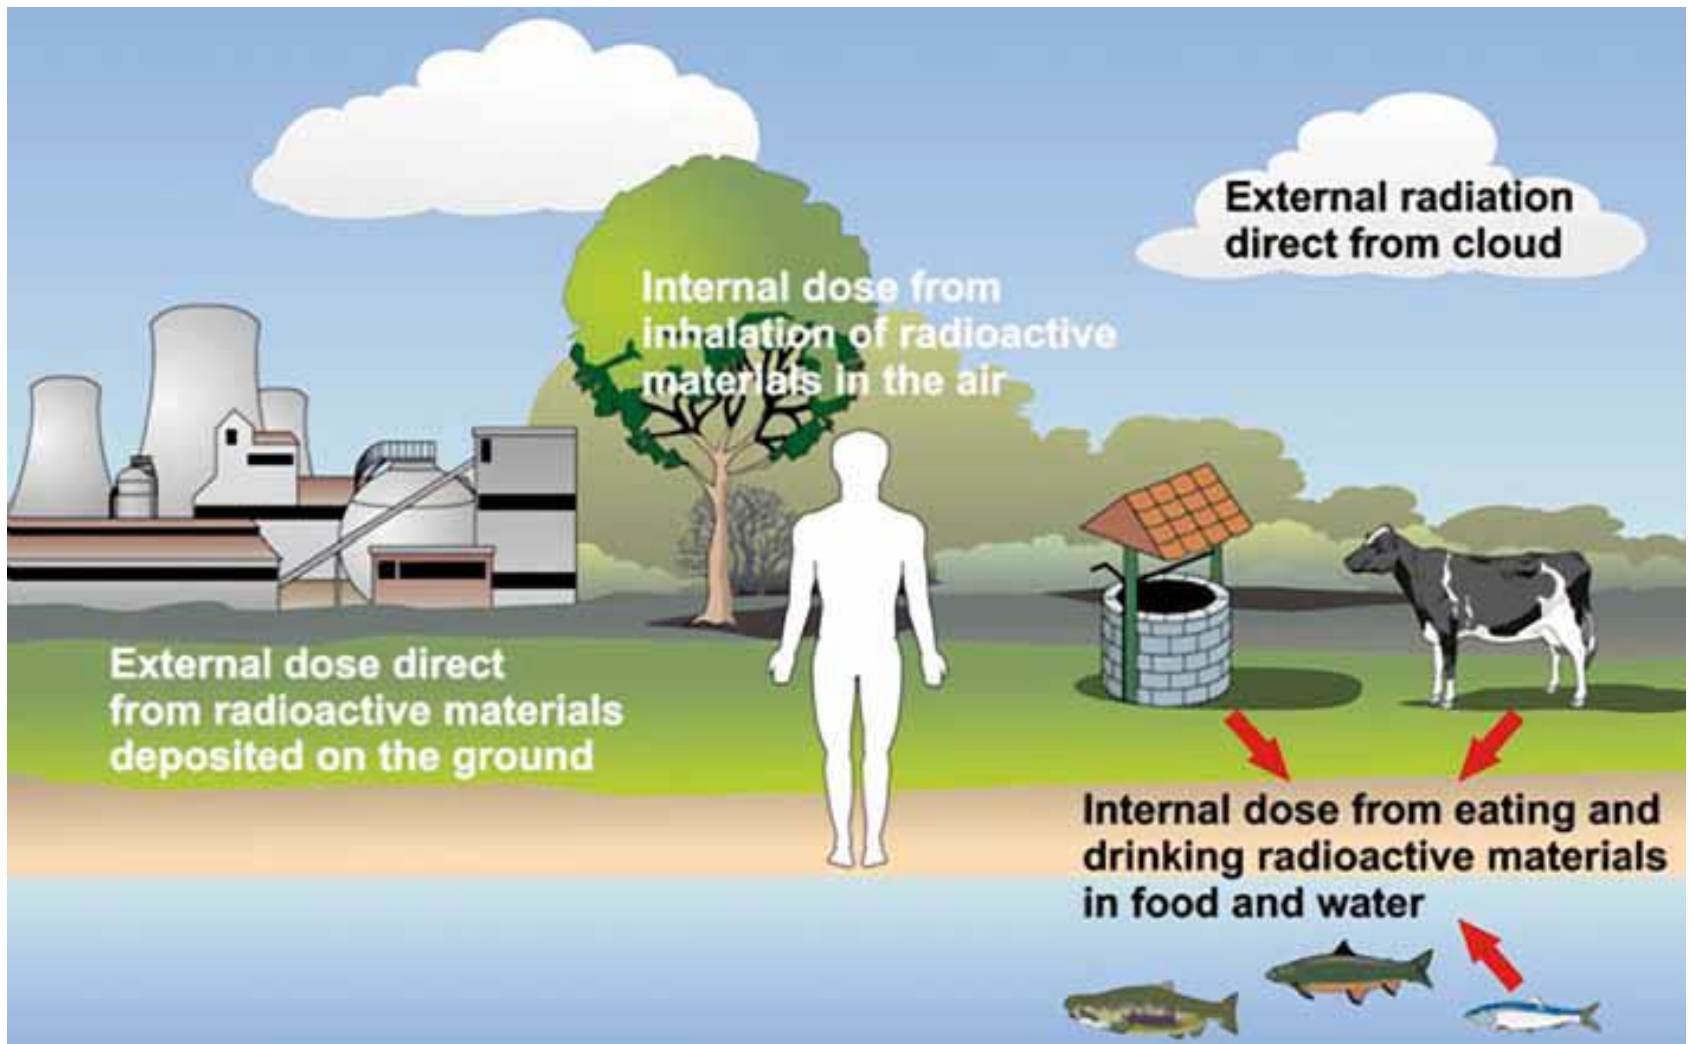 External radiation
direct from cloud
Internal dose from
inhalation of radioactive
materials in the air
External dose direct
from radioactive materials
deposited on the ground
Internal dose from eating and
drinking radioactive materials
in food and water